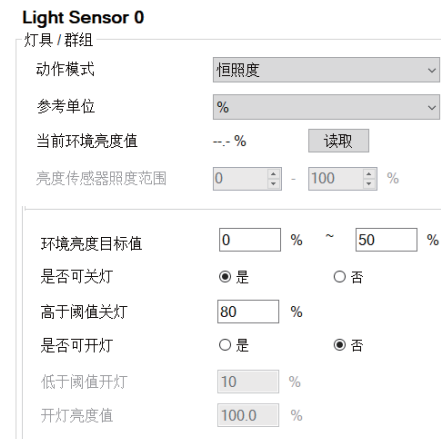 Light Sensor 0
灯具 / 群组
动作模式 恒照度
参考单位 %
当前环境亮度值 --.- % 读取
亮度传感器照度范围 0 - 100 %
环境亮度目标值 0 % ~ 50 %
是否可关灯 是 否
高于阈值关灯 80 %
是否可开灯 是 否
低于阈值开灯 10 %
开灯亮度值 100.0 %